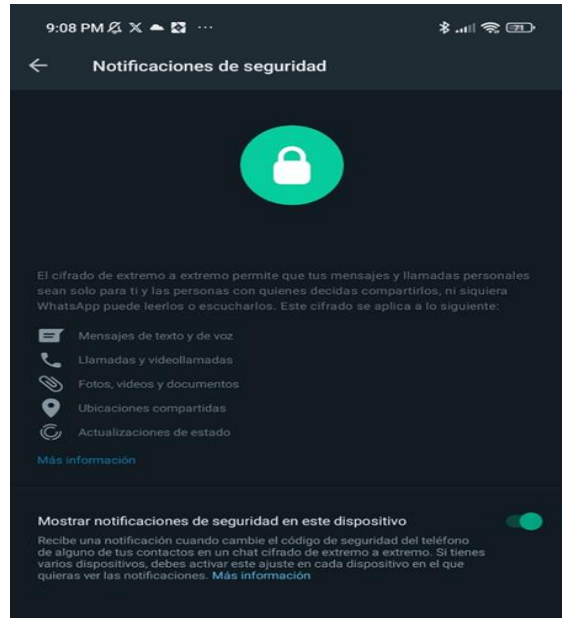 9:08 PM ···
71
Notificaciones de seguridad
El cifrado de extremo a extremo permite que tus mensajes y llamadas personales
sean solo para ti y las personas con quienes decidas compartirlos, ni siquiera
WhatsApp puede leerlos o escucharlos. Este cifrado se aplica a lo siguiente:
Mensajes de texto y de voz
Llamadas y videollamadas
Fotos, videos y documentos
Ubicaciones compartidas
Actualizaciones de estado
Más información
Mostrar notificaciones de seguridad en este dispositivo
Recibe una notificación cuando cambie el código de seguridad del teléfono
de alguno de tus contactos en un chat cifrado de extremo a extremo. Si tienes
varios dispositivos, debes activar este ajuste en cada dispositivo en el que
quieras ver las notificaciones. Más información